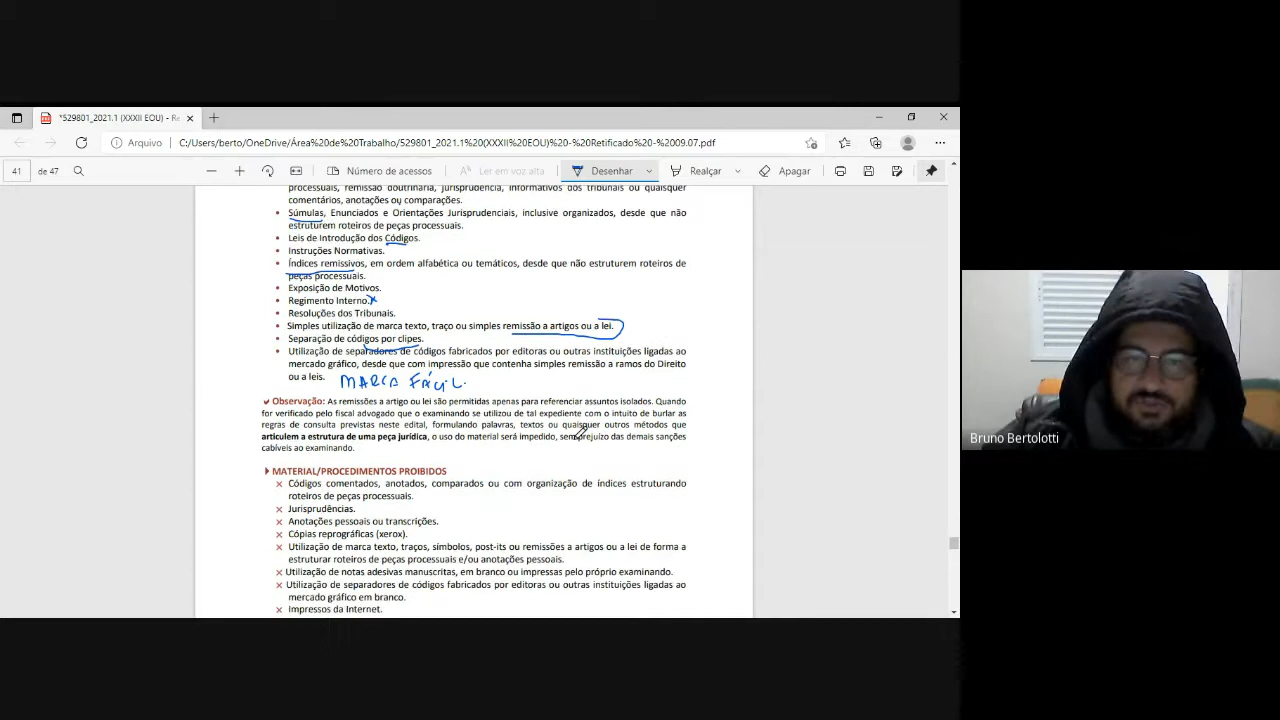 *529801_2021.1 (XXXII EOU) - Re
Arquivo
C:/Users/berto/OneDrive/Área%20de%20Trabalho/529801_2021.1%20(XXXII%20EOU)%20-%20Retificado%20-%2009.07.pdf
41 de 47
Número de acessos
Ler em voz alta
Desenhar
Realçar
Apagar
processuais, remissão doutrinária, jurisprudência, informativos dos tribunais ou quaisquer
comentários, anotações ou comparações.
• Súmulas, Enunciados e Orientações Jurisprudenciais, inclusive organizados, desde que não
estruturem roteiros de peças processuais.
• Leis de Introdução dos Códigos.
• Instruções Normativas.
• Índices remissivos, em ordem alfabética ou temáticos, desde que não estruturem roteiros de
peças processuais.
• Exposição de Motivos.
• Regimento Interno.
• Resoluções dos Tribunais.
• Simples utilização de marca texto, traço ou simples remissão a artigos ou a lei.
• Separação de códigos por clipes.
• Utilização de separadores de códigos fabricados por editoras ou outras instituições ligadas ao
mercado gráfico, desde que com impressão que contenha simples remissão a ramos do Direito
ou a leis. MARCA FÁCIL
Observação: As remissões a artigo ou lei são permitidas apenas para referenciar assuntos isolados. Quando
for verificado pelo fiscal advogado que o examinando se utilizou de tal expediente com o intuito de burlar as
regras de consulta previstas neste edital, formulando palavras, textos ou quaisquer outros métodos que
articulem a estrutura de uma peça jurídica, o uso do material será impedido, sem prejuízo das demais sanções
cabíveis ao examinando.
MATERIAL/PROCEDIMENTOS PROIBIDOS
Códigos comentados, anotados, comparados ou com organização de índices estruturando
roteiros de peças processuais.
Jurisprudências.
Anotações pessoais ou transcrições.
Cópias reprográficas (xerox).
Utilização de marca texto, traços, símbolos, post-its ou remissões a artigos ou a lei de forma a
estruturar roteiros de peças processuais e/ou anotações pessoais.
Utilização de notas adesivas manuscritas, em branco ou impressas pelo próprio examinando.
Utilização de separadores de códigos fabricados por editoras ou outras instituições ligadas ao
mercado gráfico em branco.
Impressos da Internet.
Bruno Bertolotti